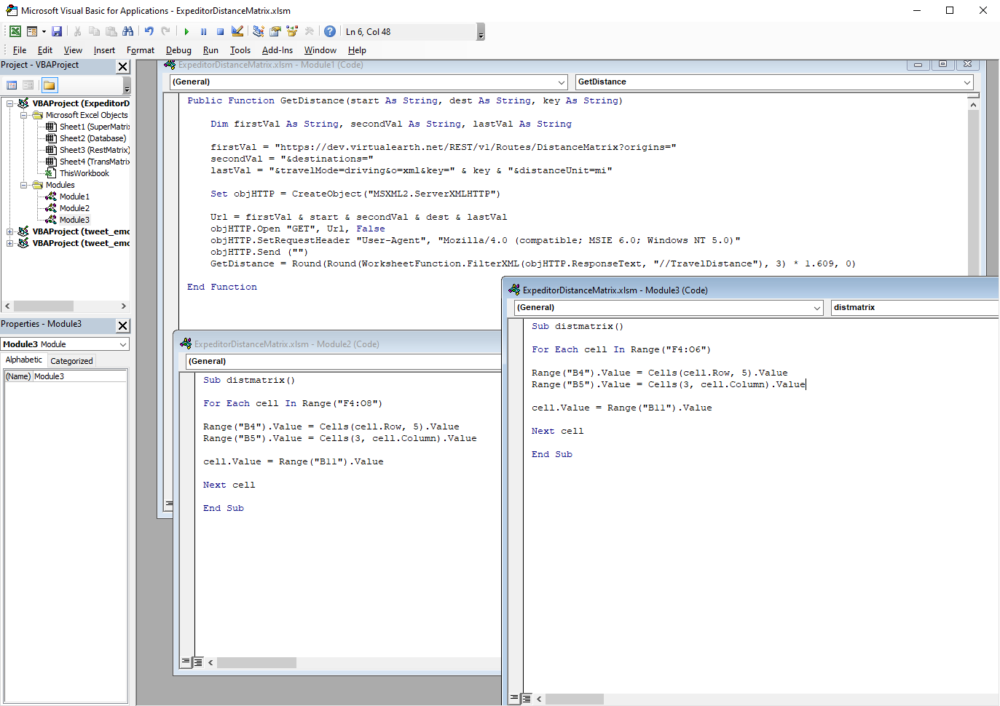 Microsoft Visual Basic for Applications - ExpeditorDistanceMatrix.xlsm
Ln 6, Col 48
File Edit View Insert Format Debug Run Tools Add-Ins Window Help
Project - VBAProject
VBAProject (ExpeditorD
Microsoft Excel Objects
Sheet1 (SuperMatrix
Sheet2 (Database)
Sheet3 (RestMatrix)
Sheet4 (TransMatrix
ThisWorkbook
Modules
Module1
Module2
Module3
VBAProject (tweet_emo
VBAProject (tweet_emo
Properties - Module3
Module3 Module
Alphabetic Categorized
(Name) Module3
ExpeditorDistanceMatrix.xlsm - Module1 (Code)
(General) GetDistance
Public Function GetDistance(start As String, dest As String, key As String)
Dim firstVal As String, secondVal As String, lastVal As String
firstVal = "https://dev.virtualearth.net/REST/v1/Routes/DistanceMatrix?origins="
secondVal = "&destinations="
lastVal = "&travelMode=driving&o=xml&key=" & key & "&distanceUnit=mi"
Set objHTTP = CreateObject("MSXML2.ServerXMLHTTP")
Url = firstVal & start & secondVal & dest & lastVal
objHTTP.Open "GET", Url, False
objHTTP.SetRequestHeader "User-Agent", "Mozilla/4.0 (compatible; MSIE 6.0; Windows NT 5.0)"
objHTTP.Send ("")
GetDistance = Round(Round(WorksheetFunction.FilterXML(objHTTP.ResponseText, "//TravelDistance"), 3) * 1.609, 0)
End Function
ExpeditorDistanceMatrix.xlsm - Module2 (Code)
(General)
Sub distmatrix()
For Each cell In Range("F4:O8")
Range("B4").Value = Cells(cell.Row, 5).Value
Range("B5").Value = Cells(3, cell.Column).Value
cell.Value = Range("B11").Value
Next cell
End Sub
ExpeditorDistanceMatrix.xlsm - Module3 (Code)
(General) distmatrix
Sub distmatrix()
For Each cell In Range("F4:O6")
Range("B4").Value = Cells(cell.Row, 5).Value
Range("B5").Value = Cells(3, cell.Column).Value
cell.Value = Range("B11").Value
Next cell
End Sub